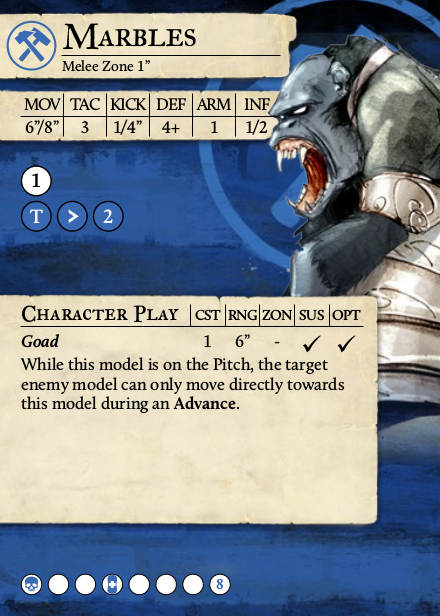 Marbles
Melee Zone 1”
MOV TAC KICK DEF ARM INF
6”/8” 3 1/4” 4+ 1 1/2
1
T > 2
Character Play CST RNG ZON SUS OPT
Goad 1 6” - ✓ ✓
While this model is on the Pitch, the target
enemy model can only move directly towards
this model during an Advance.
8